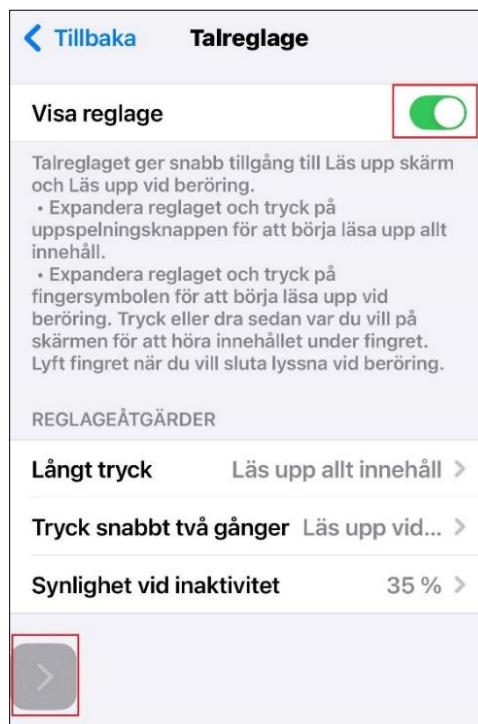 Tillbaka Talreglage
Visa reglage
Talreglaget ger snabb tillgång till Läs upp skärm
och Läs upp vid beröring.
• Expandera reglaget och tryck på
uppspelningsknappen för att börja läsa upp allt
innehåll.
• Expandera reglaget och tryck på
fingersymbolen för att börja läsa upp vid
beröring. Tryck eller dra sedan var du vill på
skärmen för att höra innehållet under fingret.
Lyft fingret när du vill sluta lyssna vid beröring.
REGLAGEÅTGÄRDER
Långt tryck Läs upp allt innehåll
Tryck snabbt två gånger Läs upp vid...
Synlighet vid inaktivitet 35 %